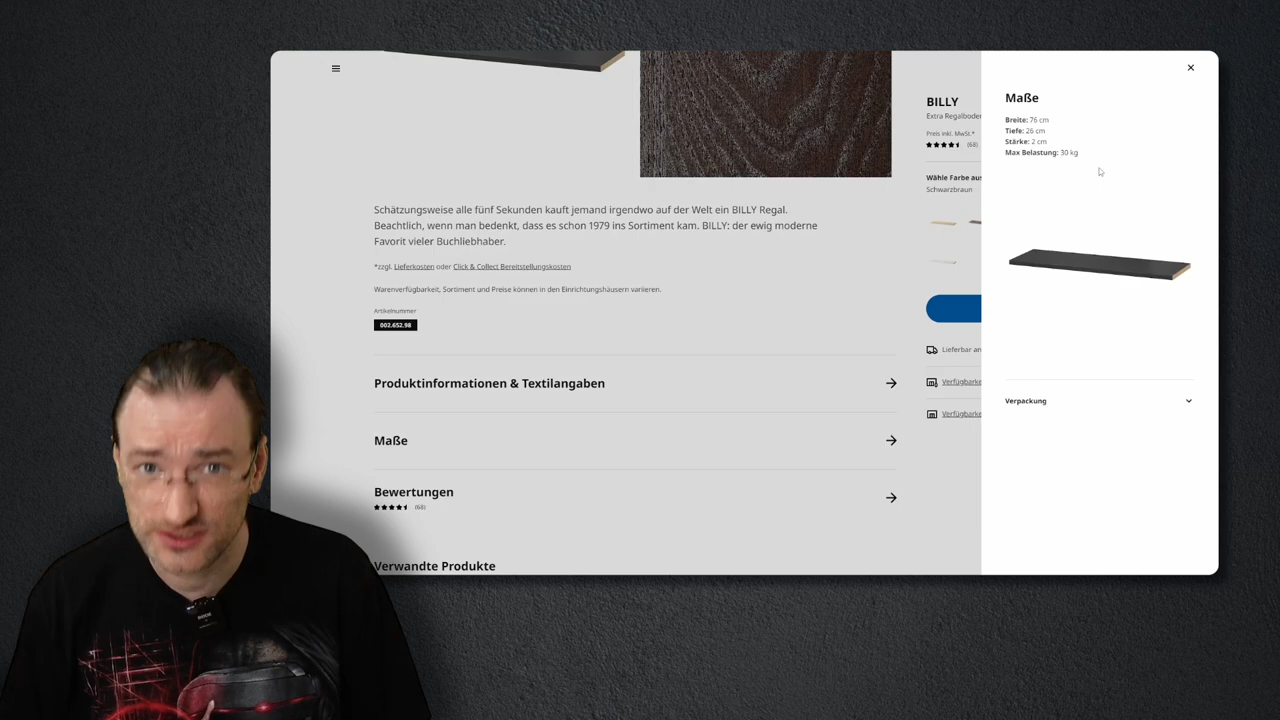 BILLY
Extra Regalboden
Preis inkl. MwSt.*
(68)
Wähle Farbe aus
Schwarzbraun
Schätzungsweise alle fünf Sekunden kauft jemand irgendwo auf der Welt ein BILLY Regal.
Beachtlich, wenn man bedenkt, dass es schon 1979 ins Sortiment kam. BILLY: der ewig moderne
Favorit vieler Buchliebhaber.
*zzgl. Lieferkosten oder Click & Collect Bereitstellungskosten
Warenverfügbarkeit, Sortiment und Preise können in den Einrichtungshäusern variieren.
Artikelnummer
002.652.98
Lieferbar an
Verfügbarke
Verfügbarke
Produktinformationen & Textilangaben
Maße
Bewertungen
(68)
Verwandte Produkte
Maße
Breite: 76 cm
Tiefe: 26 cm
Stärke: 2 cm
Max Belastung: 30 kg
Verpackung